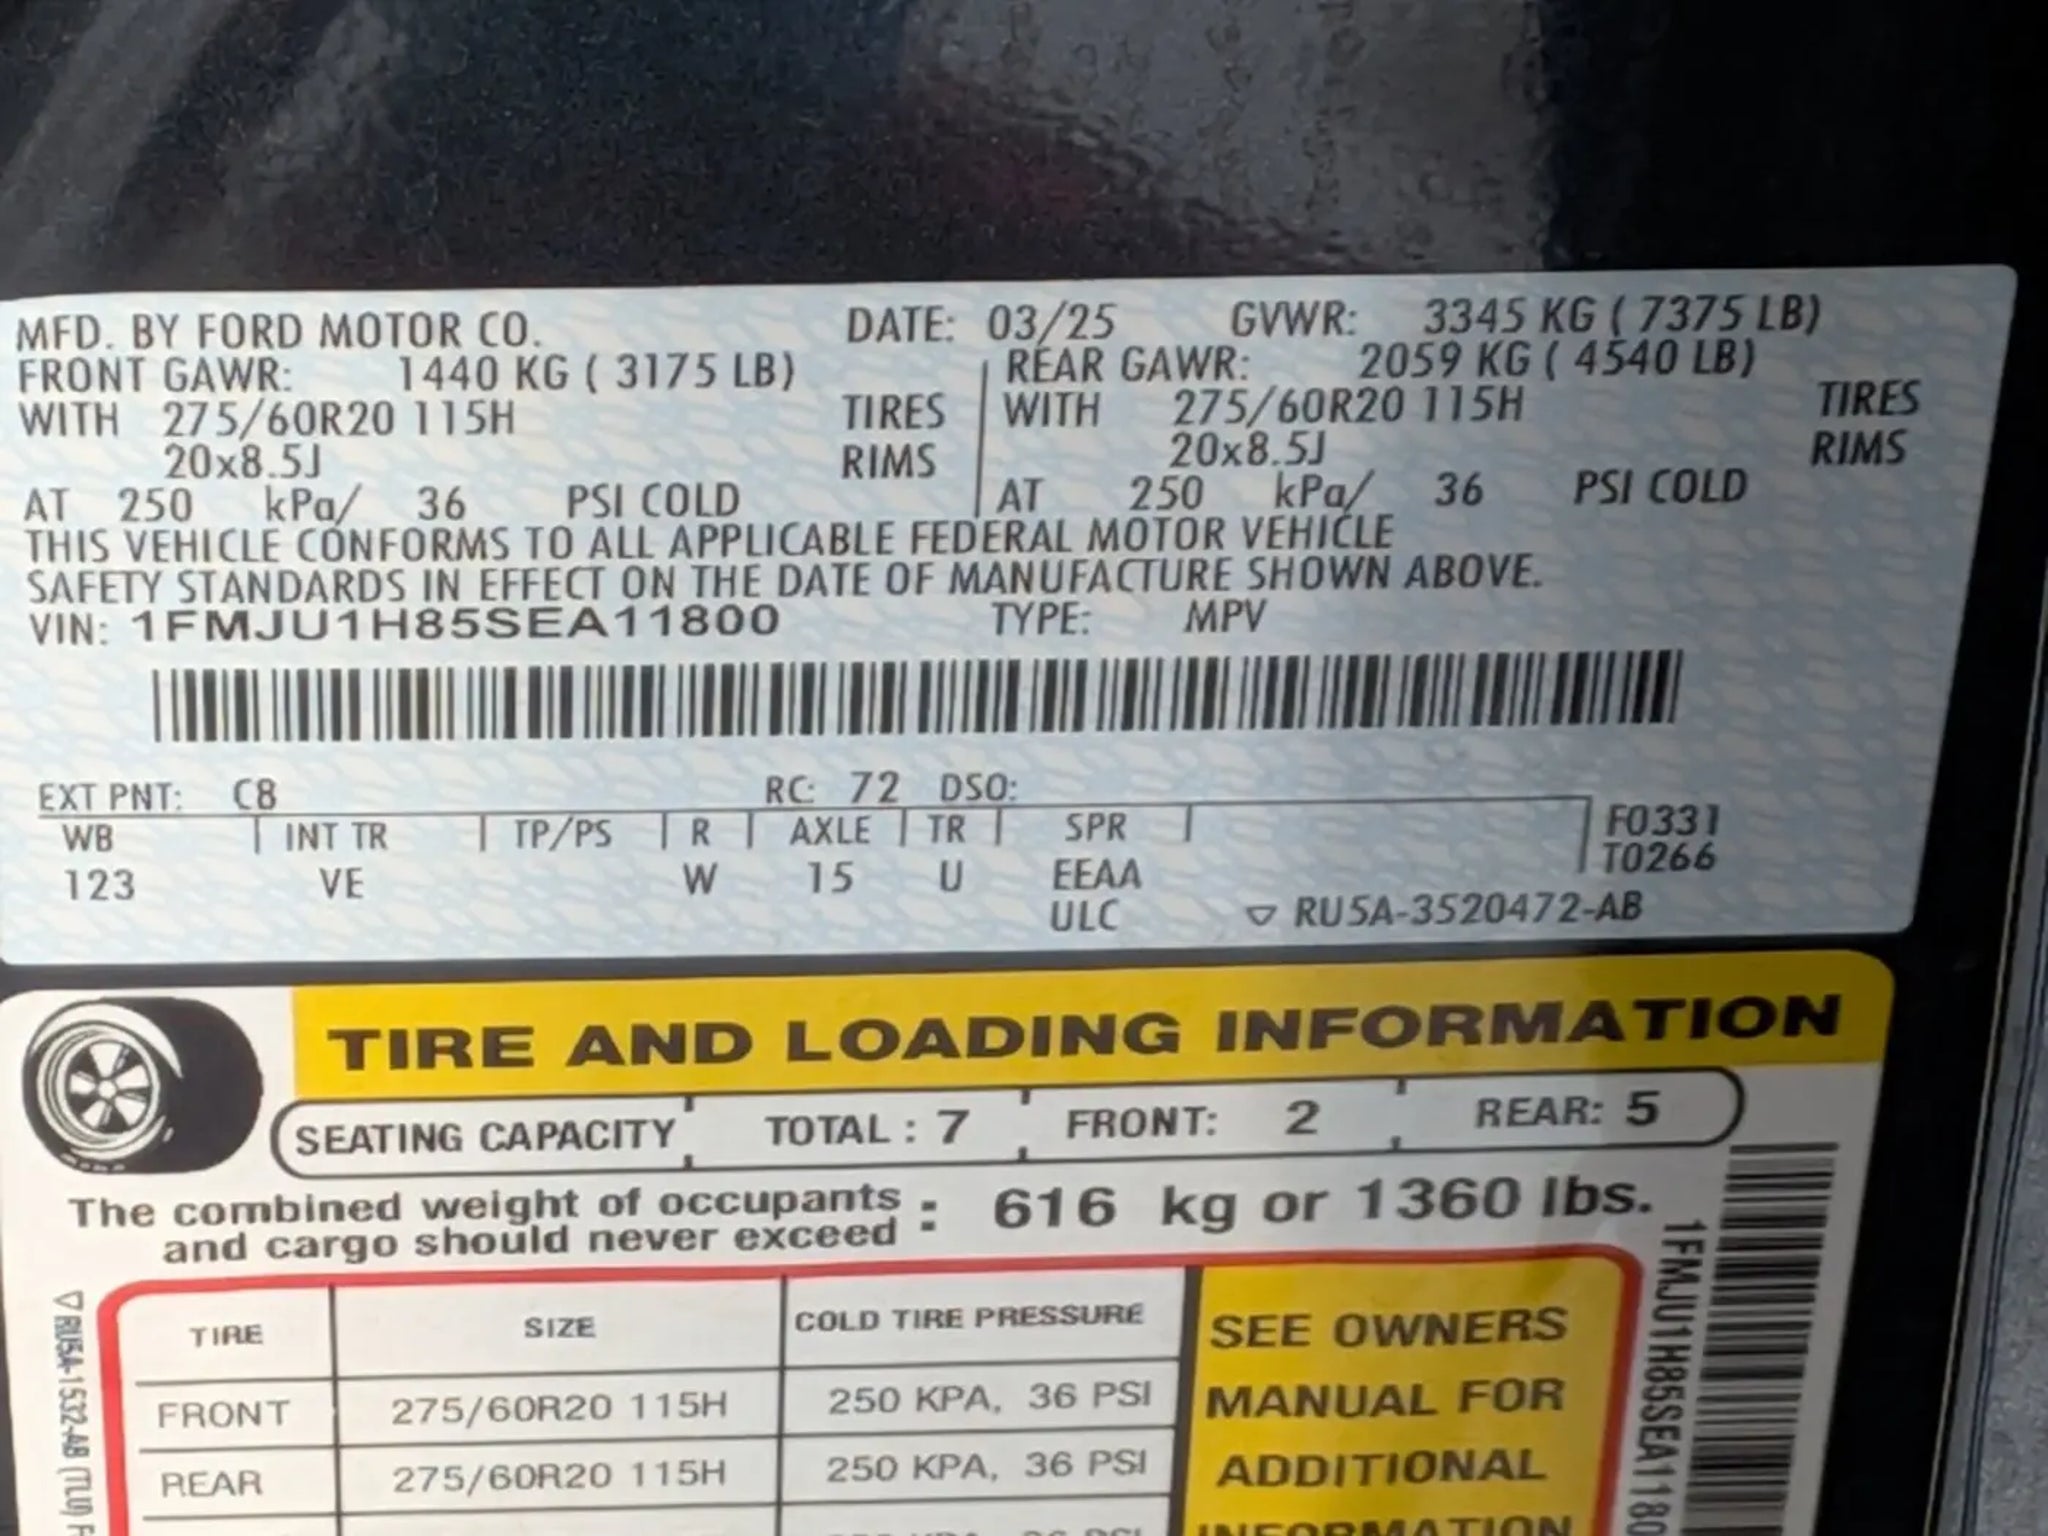 MFD. BY FORD MOTOR CO. DATE: 03/25 GVWR: 3345 KG ( 7375 LB)
FRONT GAWR: 1440 KG ( 3175 LB) REAR GAWR: 2059 KG ( 4540 LB)
WITH 275/60R20 115H TIRES WITH 275/60R20 115H TIRES
20x8.5J RIMS 20x8.5J RIMS
AT 250 kPa/ 36 PSI COLD AT 250 kPa/ 36 PSI COLD
THIS VEHICLE CONFORMS TO ALL APPLICABLE FEDERAL MOTOR VEHICLE
SAFETY STANDARDS IN EFFECT ON THE DATE OF MANUFACTURE SHOWN ABOVE.
VIN: 1FMJU1H85SEA11800 TYPE: MPV
EXT PNT: C8 RC: 72 DSO:
WB INT TR TP/PS R AXLE TR SPR F0331
123 VE W 15 U EEAA T0266
ULC ▽ RU5A-3520472-AB
TIRE AND LOADING INFORMATION
SEATING CAPACITY TOTAL : 7 FRONT: 2 REAR: 5
The combined weight of occupants
and cargo should never exceed : 616 kg or 1360 lbs.
TIRE SIZE COLD TIRE PRESSURE
FRONT 275/60R20 115H 250 KPA, 36 PSI
REAR 275/60R20 115H 250 KPA, 36 PSI
SEE OWNERS
MANUAL FOR
ADDITIONAL
INFORMATION
1FMJU1H85SEA1180
▽ RU5A-1532-AB (TLU)